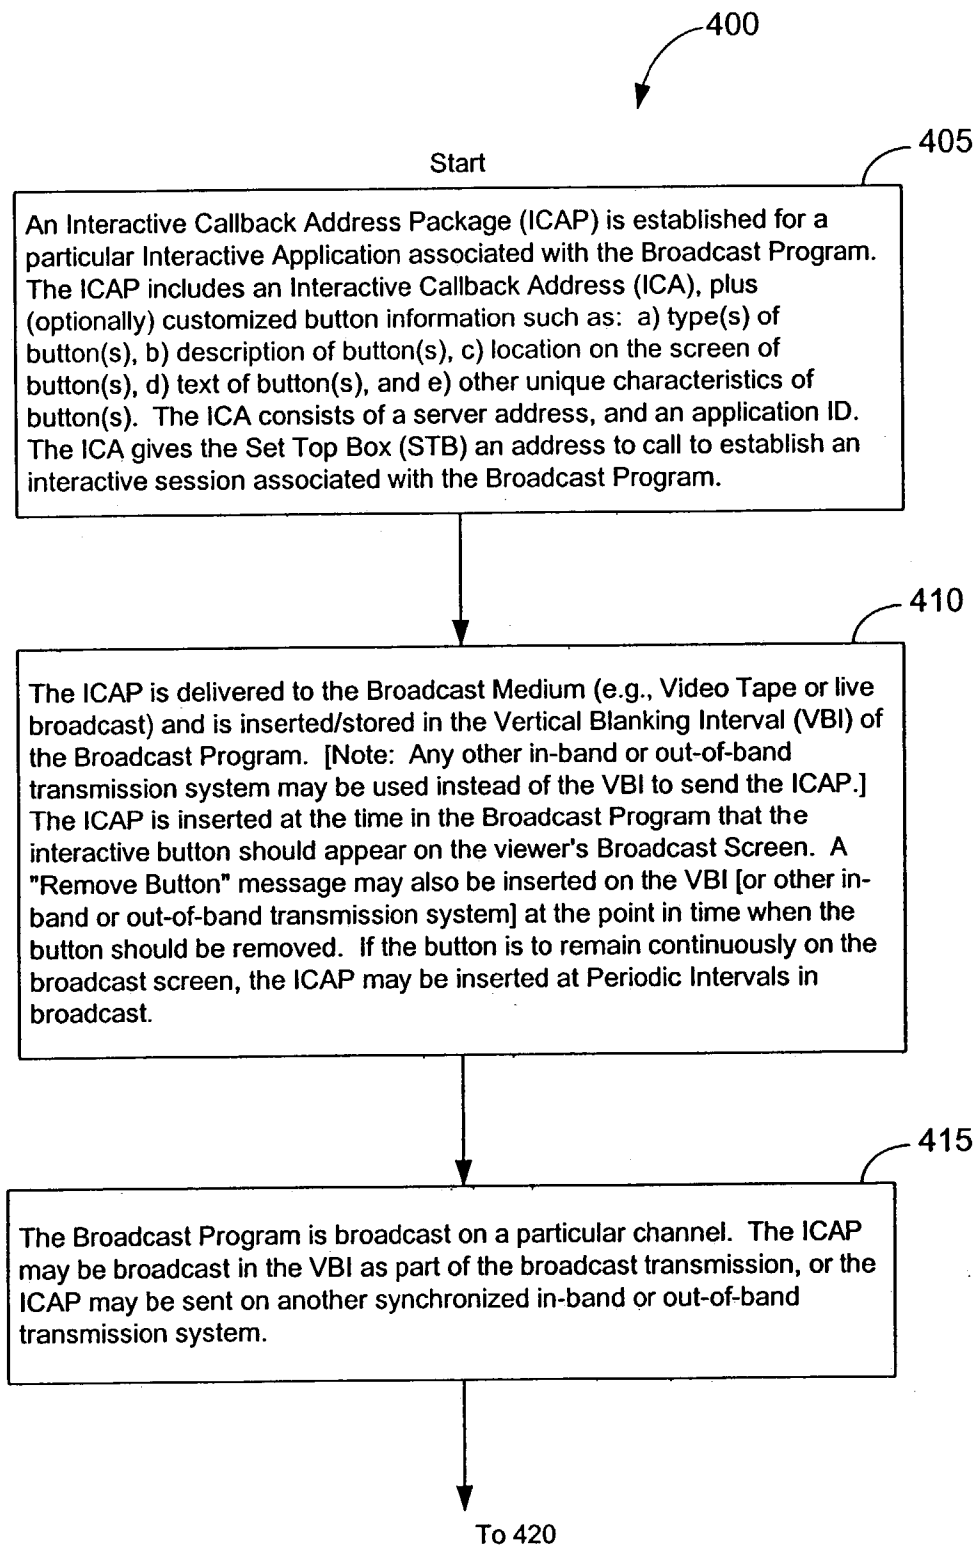 400
405
Start
An Interactive Callback Address Package (ICAP) is established for a
particular Interactive Application associated with the Broadcast Program.
The ICAP includes an Interactive Callback Address (ICA), plus
(optionally) customized button information such as:  a) type(s) of
button(s), b) description of button(s), c) location on the screen of
button(s), d) text of button(s), and e) other unique characteristics of
button(s).  The ICA consists of a server address, and an application ID.
The ICA gives the Set Top Box (STB) an address to call to establish an
interactive session associated with the Broadcast Program.
410
The ICAP is delivered to the Broadcast Medium (e.g., Video Tape or live
broadcast) and is inserted/stored in the Vertical Blanking Interval (VBI) of
the Broadcast Program.  [Note:  Any other in-band or out-of-band
transmission system may be used instead of the VBI to send the ICAP.]
The ICAP is inserted at the time in the Broadcast Program that the
interactive button should appear on the viewer's Broadcast Screen.  A
"Remove Button" message may also be inserted on the VBI [or other in-
band or out-of-band transmission system] at the point in time when the
button should be removed.  If the button is to remain continuously on the
broadcast screen, the ICAP may be inserted at Periodic Intervals in
broadcast.
415
The Broadcast Program is broadcast on a particular channel.  The ICAP
may be broadcast in the VBI as part of the broadcast transmission, or the
ICAP may be sent on another synchronized in-band or out-of-band
transmission system.
To 420